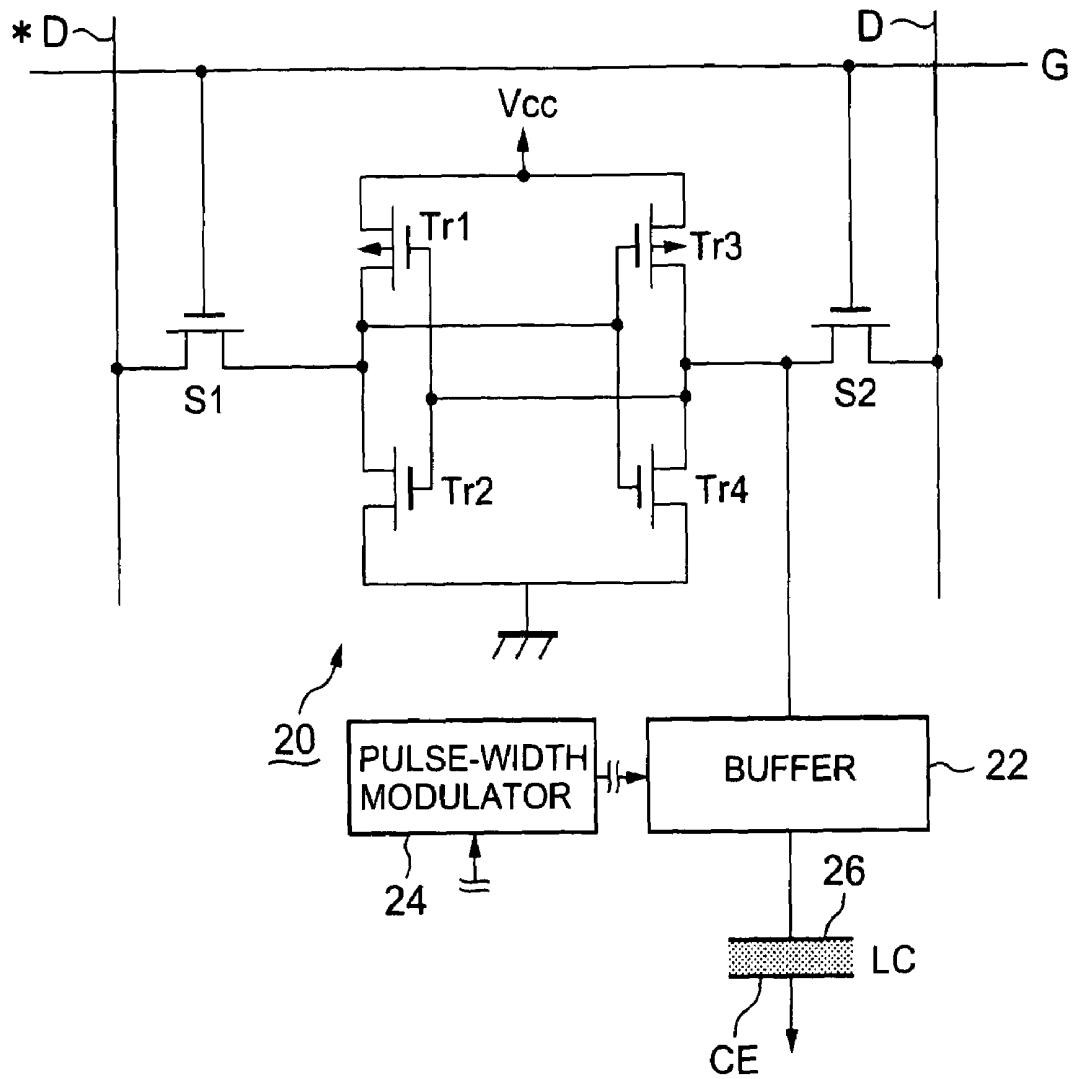 *D
D
G
Vcc
Tr1
Tr3
S1
S2
Tr2
Tr4
20
PULSE-WIDTH
MODULATOR
BUFFER
22
24
26
LC
CE